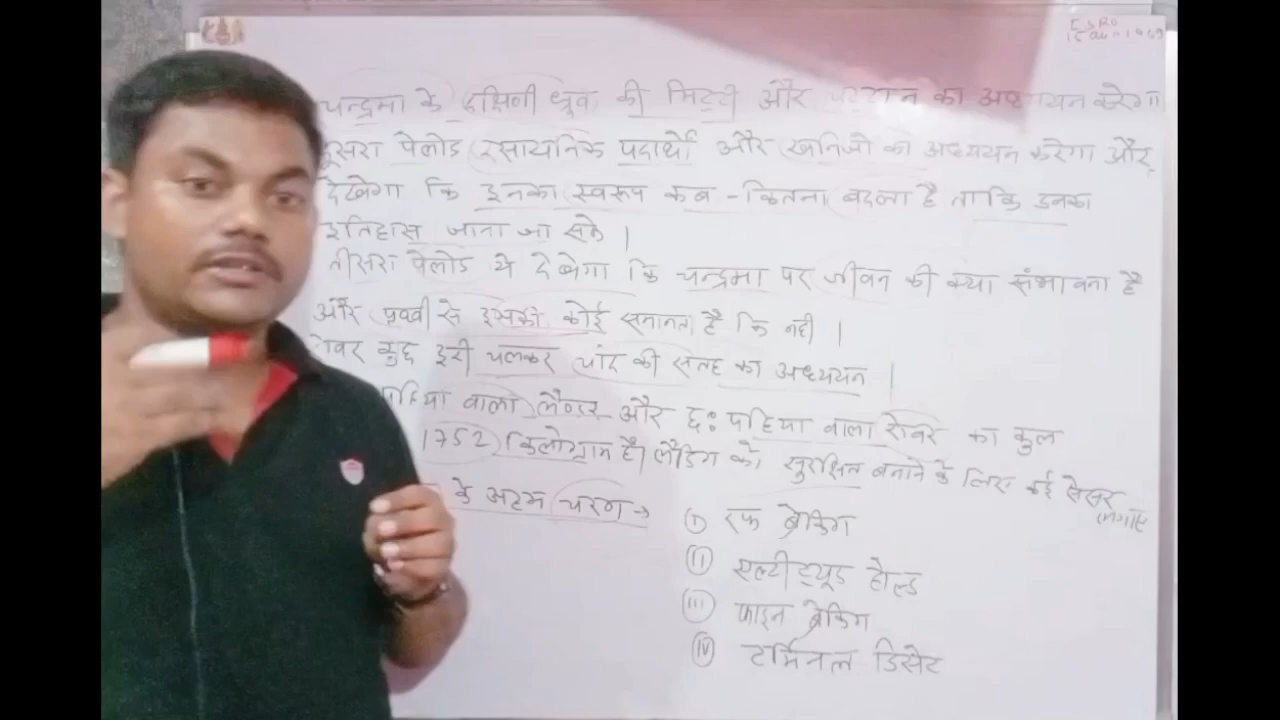 ISRO
15 Aug 1969
चन्द्रमा के दक्षिणी ध्रुव की मिट्टी और चट्टान का अध्ययन करेगा
दूसरा पेलोड रसायनिक पदार्थो और खनिजो का अध्ययन करेगा और
देखेगा कि इनका स्वरूप कब - कितना बदला है ताकि इनका
इतिहास जाना जा सके ।
तीसरा पेलोड ये देखेगा कि चन्द्रमा पर जीवन की क्या संभावना है
और पृथ्वी से इसकी कोई समानता है कि नही ।
रोवर कुछ दूरी चलकर चांद की सतह का अध्ययन ।
पहिया वाला लैण्डर और छः पहिया वाला रोवर का कुल
1752 किलोग्राम है। लैंडिग को सुरक्षित बनाने के लिए कई सेंसर
लगाए
के अहम चरण →
(i) रफ ब्रेकिंग
(ii) एल्टीट्यूड होल्ड
(iii) फाइन ब्रेकिंग
(iv) टर्मिनल डिसेंट